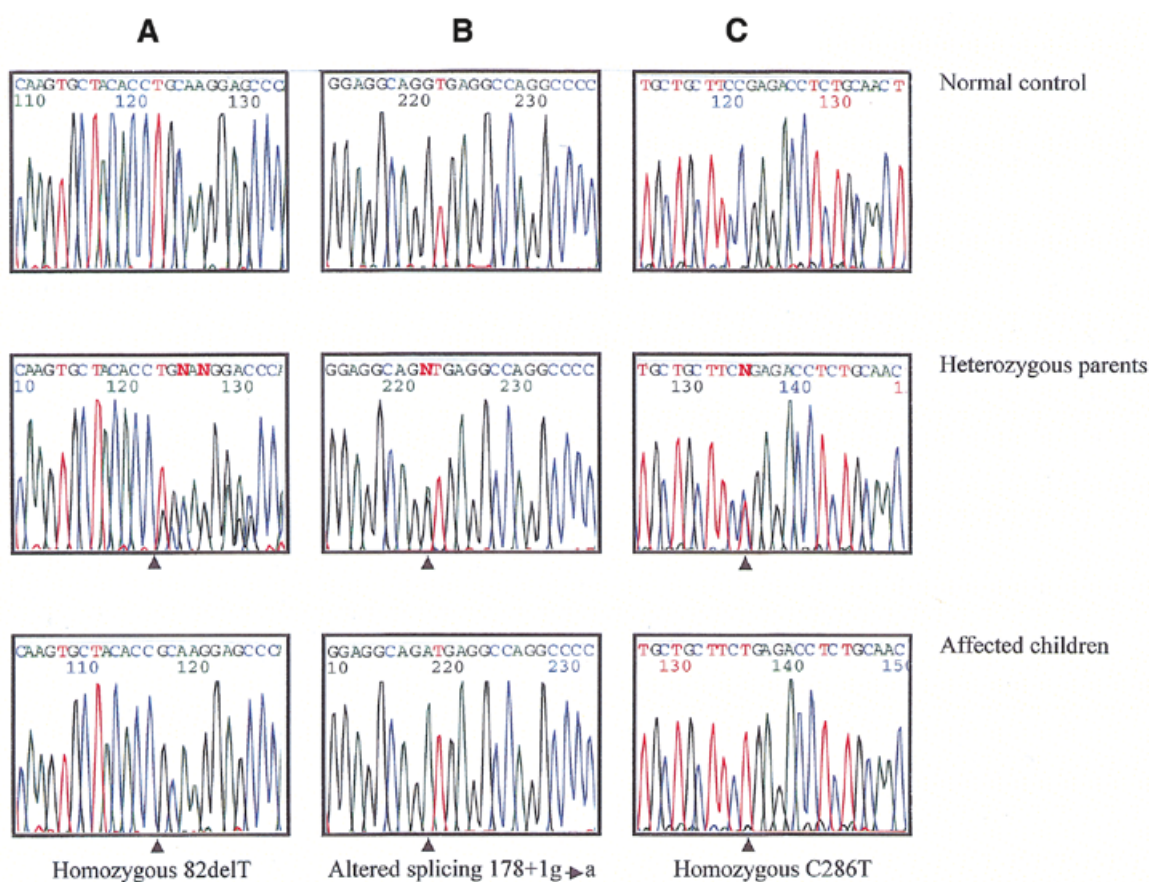 A B C
CAAGTGCTACACCTGCAAGGAGCCC GGAGGCAGGTGAGGCCAGGCCCC TGCTGCTTCCGAGACCTCTGCAACT Normal control
110 120 130 220 230 120 130
CAAGTGCTACACCTGNANGGACCCA GGAGGCAGNTGAGGCCAGGCCCC TGCTGCTTCNGAGACCTCTGCAAC Heterozygous parents
10 120 130 220 230 130 140 1
CAAGTGCTACACCGCAAGGAGCCC GGAGGCAGATGAGGCCAGGCCCC TGCTGCTTCTGAGACCTCTGCAAC Affected children
110 120 10 220 230 130 140 150
Homozygous 82delT Altered splicing 178+1g a Homozygous C286T